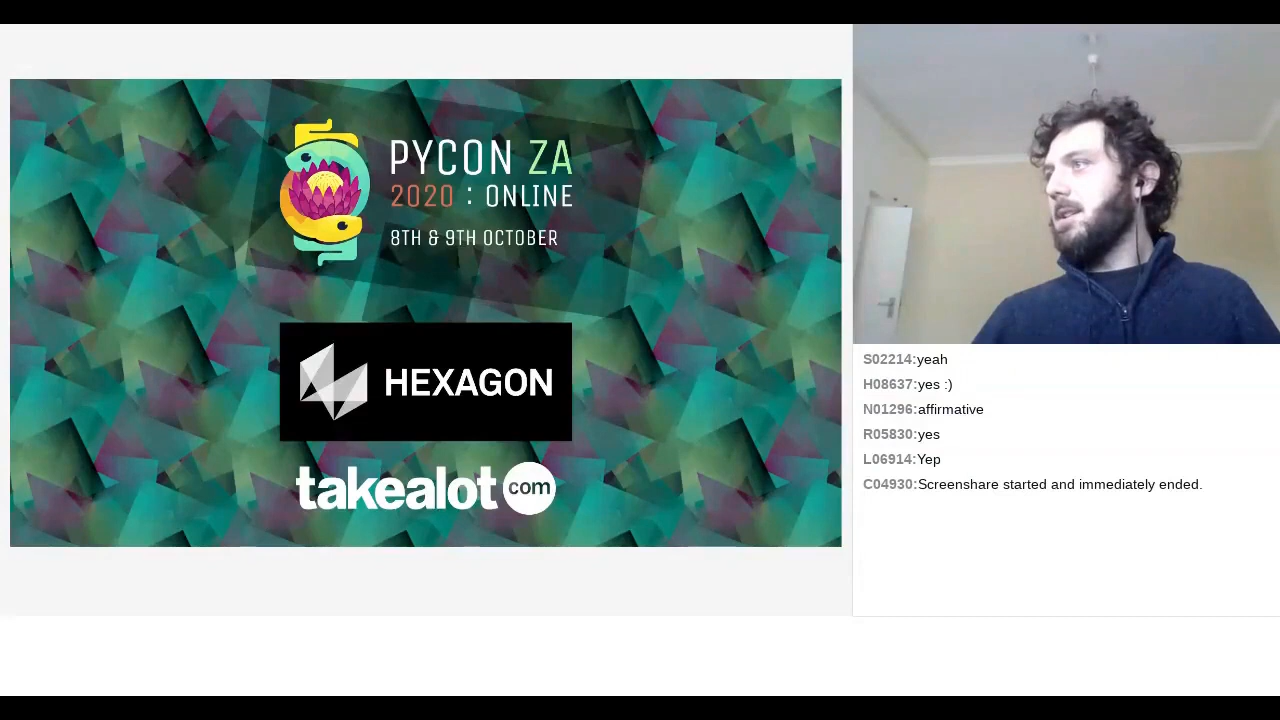 PYCON ZA
2020 : ONLINE
8TH & 9TH OCTOBER
HEXAGON
takealot com
S02214:yeah
H08637:yes :)
N01296:affirmative
R05830:yes
L06914:Yep
C04930:Screenshare started and immediately ended.